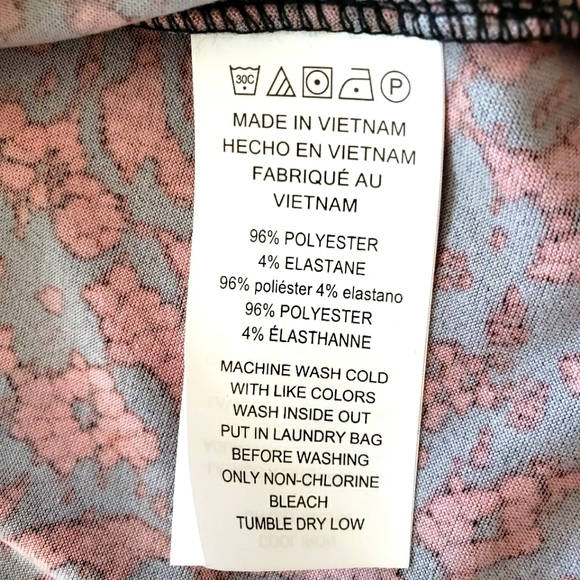 30C P
MADE IN VIETNAM
HECHO EN VIETNAM
FABRIQUÉ AU
VIETNAM
96% POLYESTER
4% ELASTANE
96% poliéster 4% elastano
96% POLYESTER
4% ÉLASTHANNE
MACHINE WASH COLD
WITH LIKE COLORS
WASH INSIDE OUT
PUT IN LAUNDRY BAG
BEFORE WASHING
ONLY NON-CHLORINE
BLEACH
TUMBLE DRY LOW